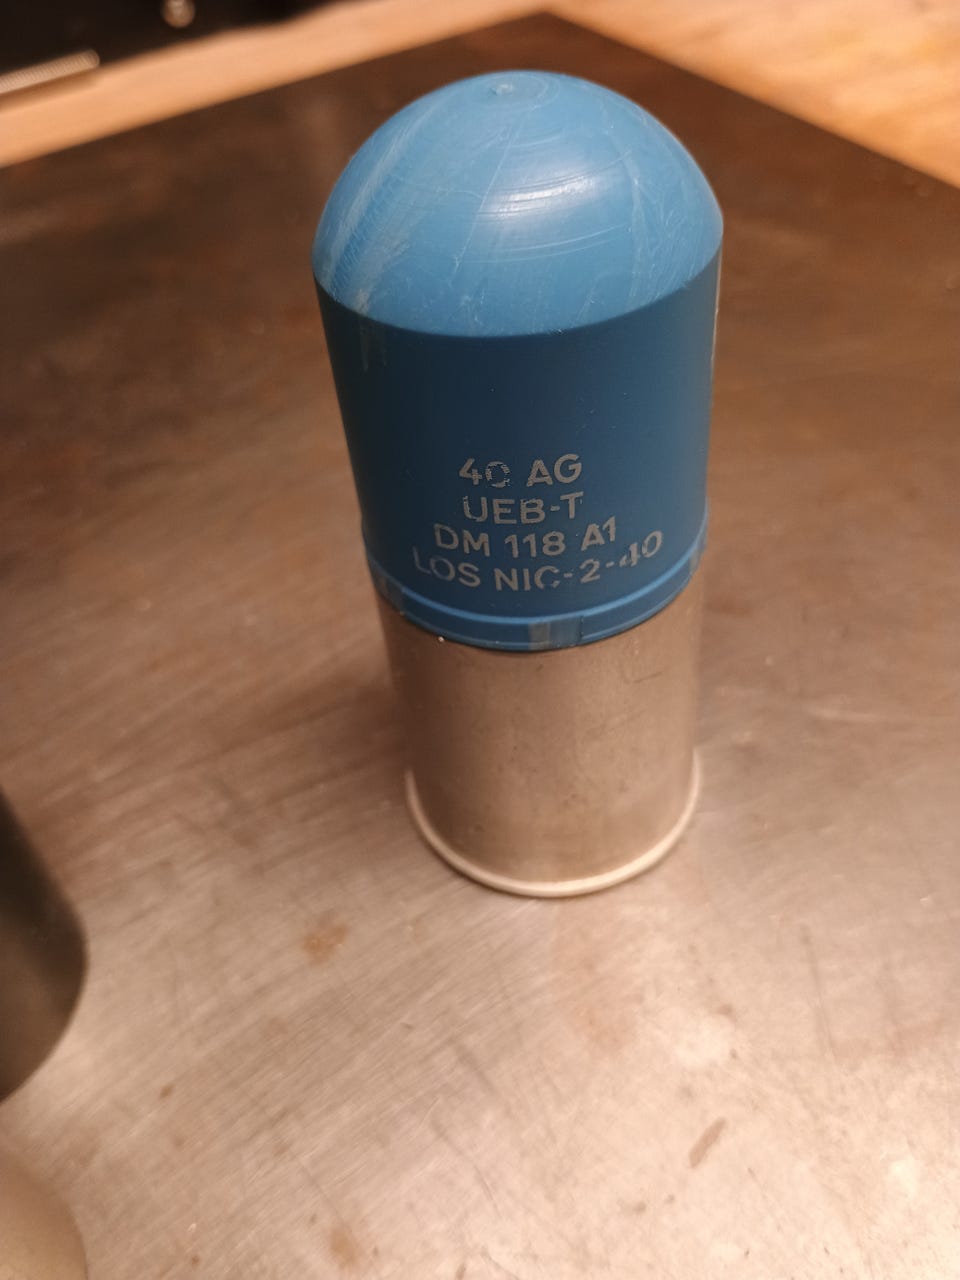 40 AG
UEB-T
DM 118 A1
LOS NIC-2-40